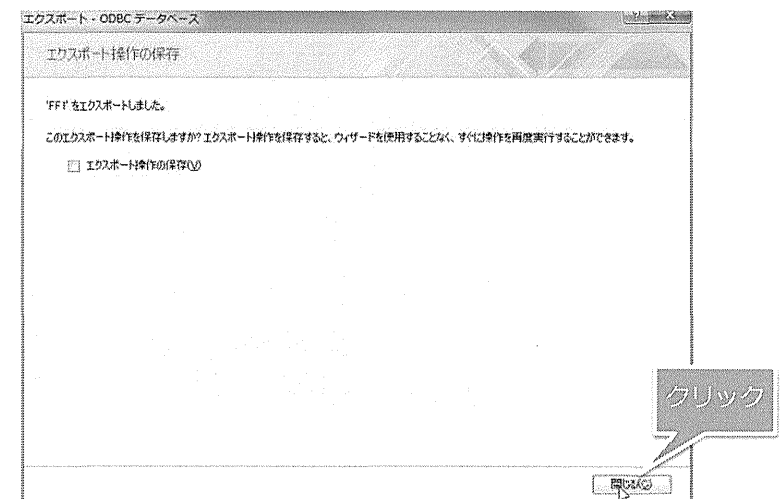 エクスポート - ODBC データベース
エクスポート操作の保存
'FF1' をエクスポートしました。
このエクスポート操作を保存しますか? エクスポート操作を保存すると、ウィザードを使用することなく、すぐに操作を再度実行することができます。
エクスポート操作の保存(V)
クリック
閉じる(C)